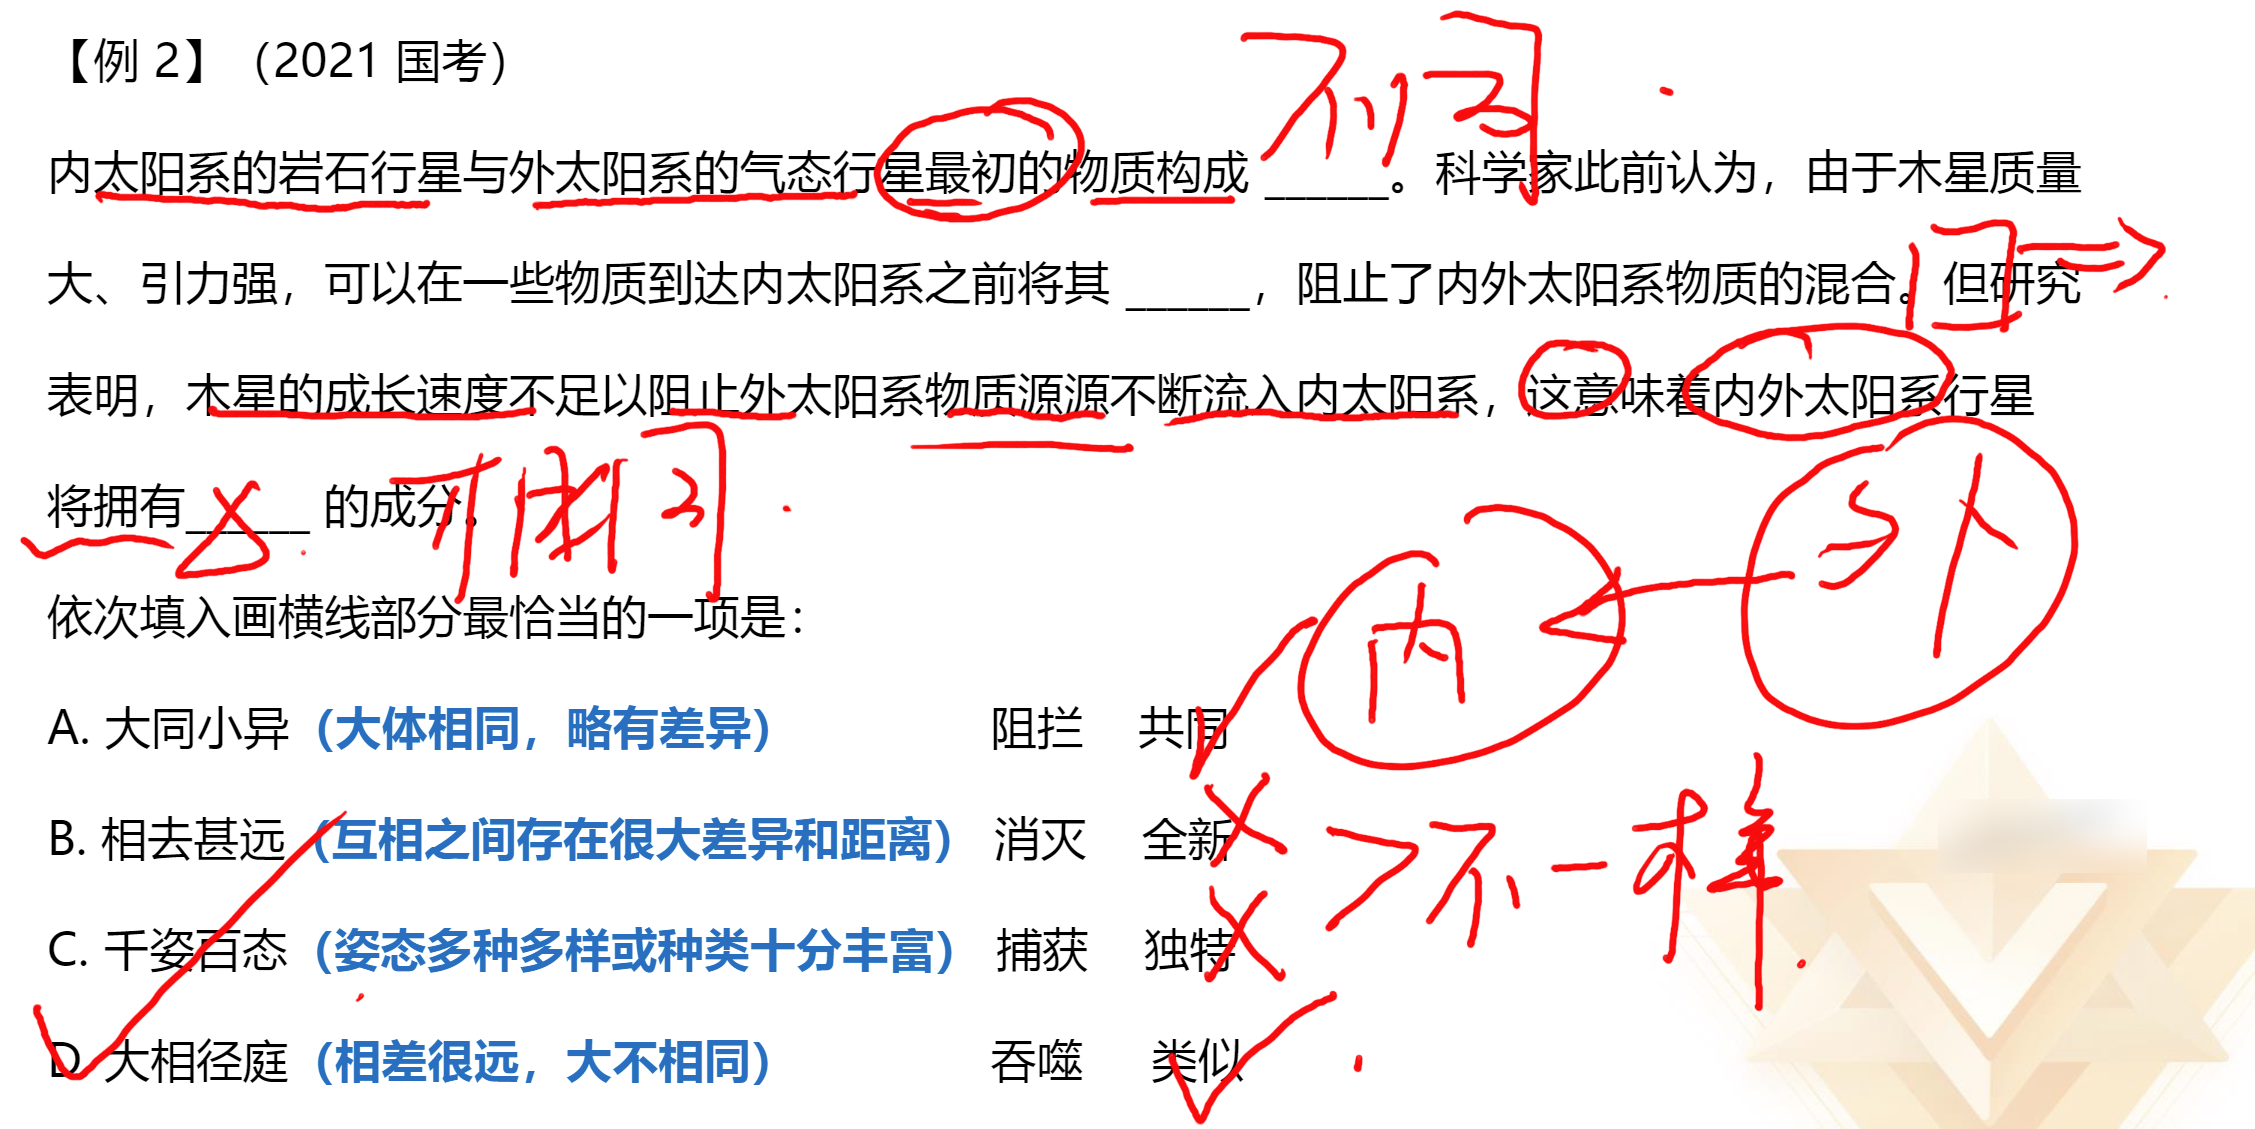 【例 2】（2021 国考）
不同
内太阳系的岩石行星与外太阳系的气态行星最初的物质构成 ______。科学家此前认为，由于木星质量
大、引力强，可以在一些物质到达内太阳系之前将其 ______，阻止了内外太阳系物质的混合。但研究
表明，木星的成长速度不足以阻止外太阳系物质源源不断流入内太阳系，这意味着内外太阳系行星
将拥有______ 的成分。
依次填入画横线部分最恰当的一项是：
内 外
A. 大同小异（大体相同，略有差异） 阻拦 共同
B. 相去甚远（互相之间存在很大差异和距离） 消灭 全新
不一样
C. 千姿百态（姿态多种多样或种类十分丰富） 捕获 独特
D. 大相径庭（相差很远，大不相同） 吞噬 类似